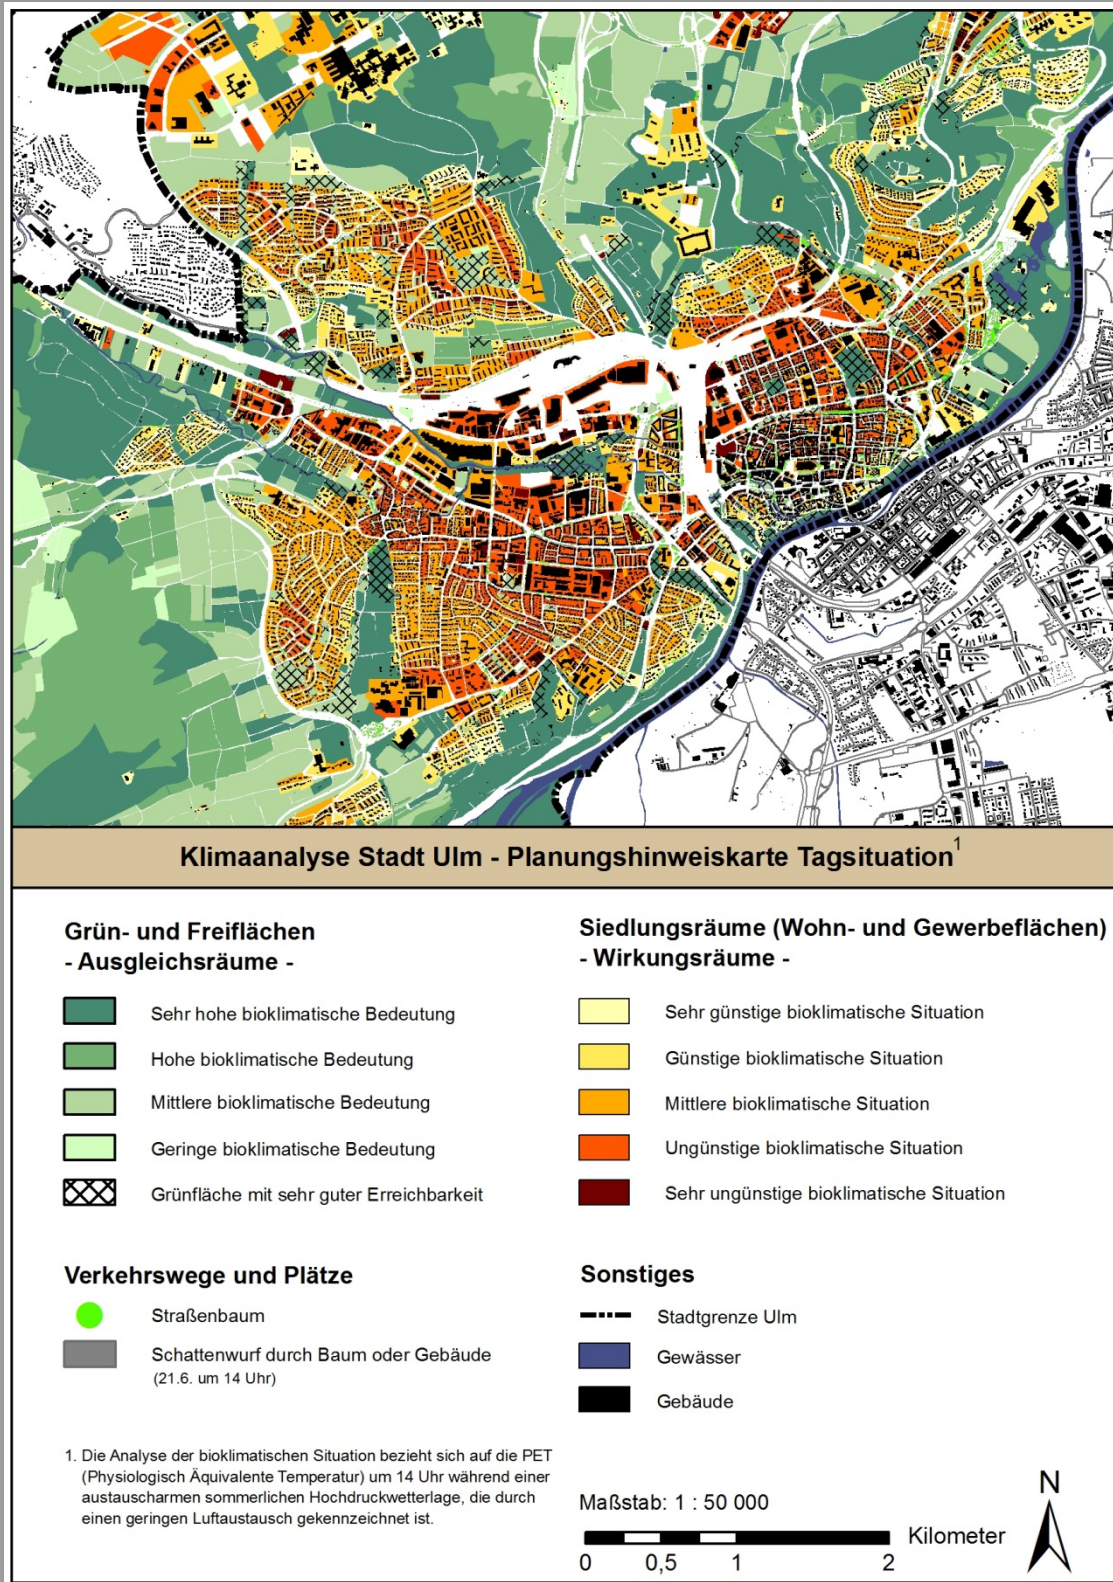 Klimaanalyse Stadt Ulm - Planungshinweiskarte Tagsituation¹
Grün- und Freiflächen
- Ausgleichsräume -
Sehr hohe bioklimatische Bedeutung
Hohe bioklimatische Bedeutung
Mittlere bioklimatische Bedeutung
Geringe bioklimatische Bedeutung
Grünfläche mit sehr guter Erreichbarkeit
Siedlungsräume (Wohn- und Gewerbeflächen)
- Wirkungsräume -
Sehr günstige bioklimatische Situation
Günstige bioklimatische Situation
Mittlere bioklimatische Situation
Ungünstige bioklimatische Situation
Sehr ungünstige bioklimatische Situation
Verkehrswege und Plätze
Straßenbaum
Schattenwurf durch Baum oder Gebäude
(21.6. um 14 Uhr)
Sonstiges
Stadtgrenze Ulm
Gewässer
Gebäude
1. Die Analyse der bioklimatischen Situation bezieht sich auf die PET
(Physiologisch Äquivalente Temperatur) um 14 Uhr während einer
austauscharmen sommerlichen Hochdruckwetterlage, die durch
einen geringen Luftaustausch gekennzeichnet ist.
Maßstab: 1 : 50 000
Kilometer
0 0,5 1 2
N